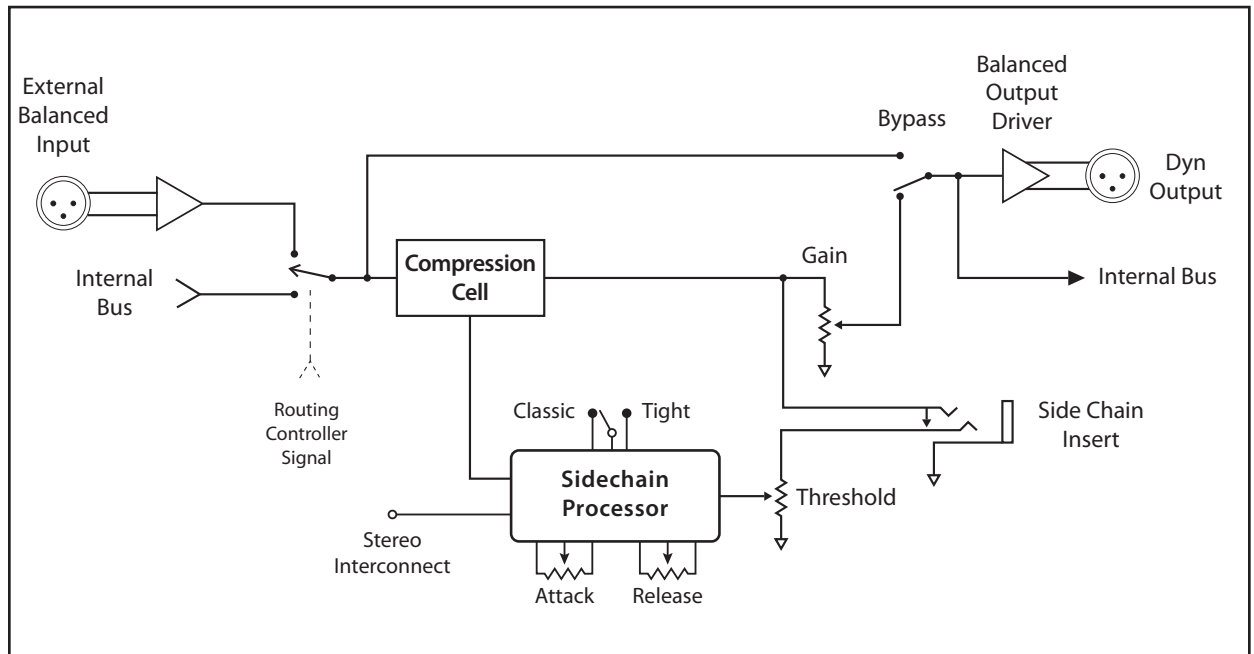 External
Balanced
Input
Internal
Bus
Routing
Controller
Signal
Compression
Cell
Bypass
Balanced
Output
Driver
Dyn
Output
Gain
Internal Bus
Classic
Tight
Side Chain
Insert
Sidechain
Processor
Threshold
Stereo
Interconnect
Attack
Release